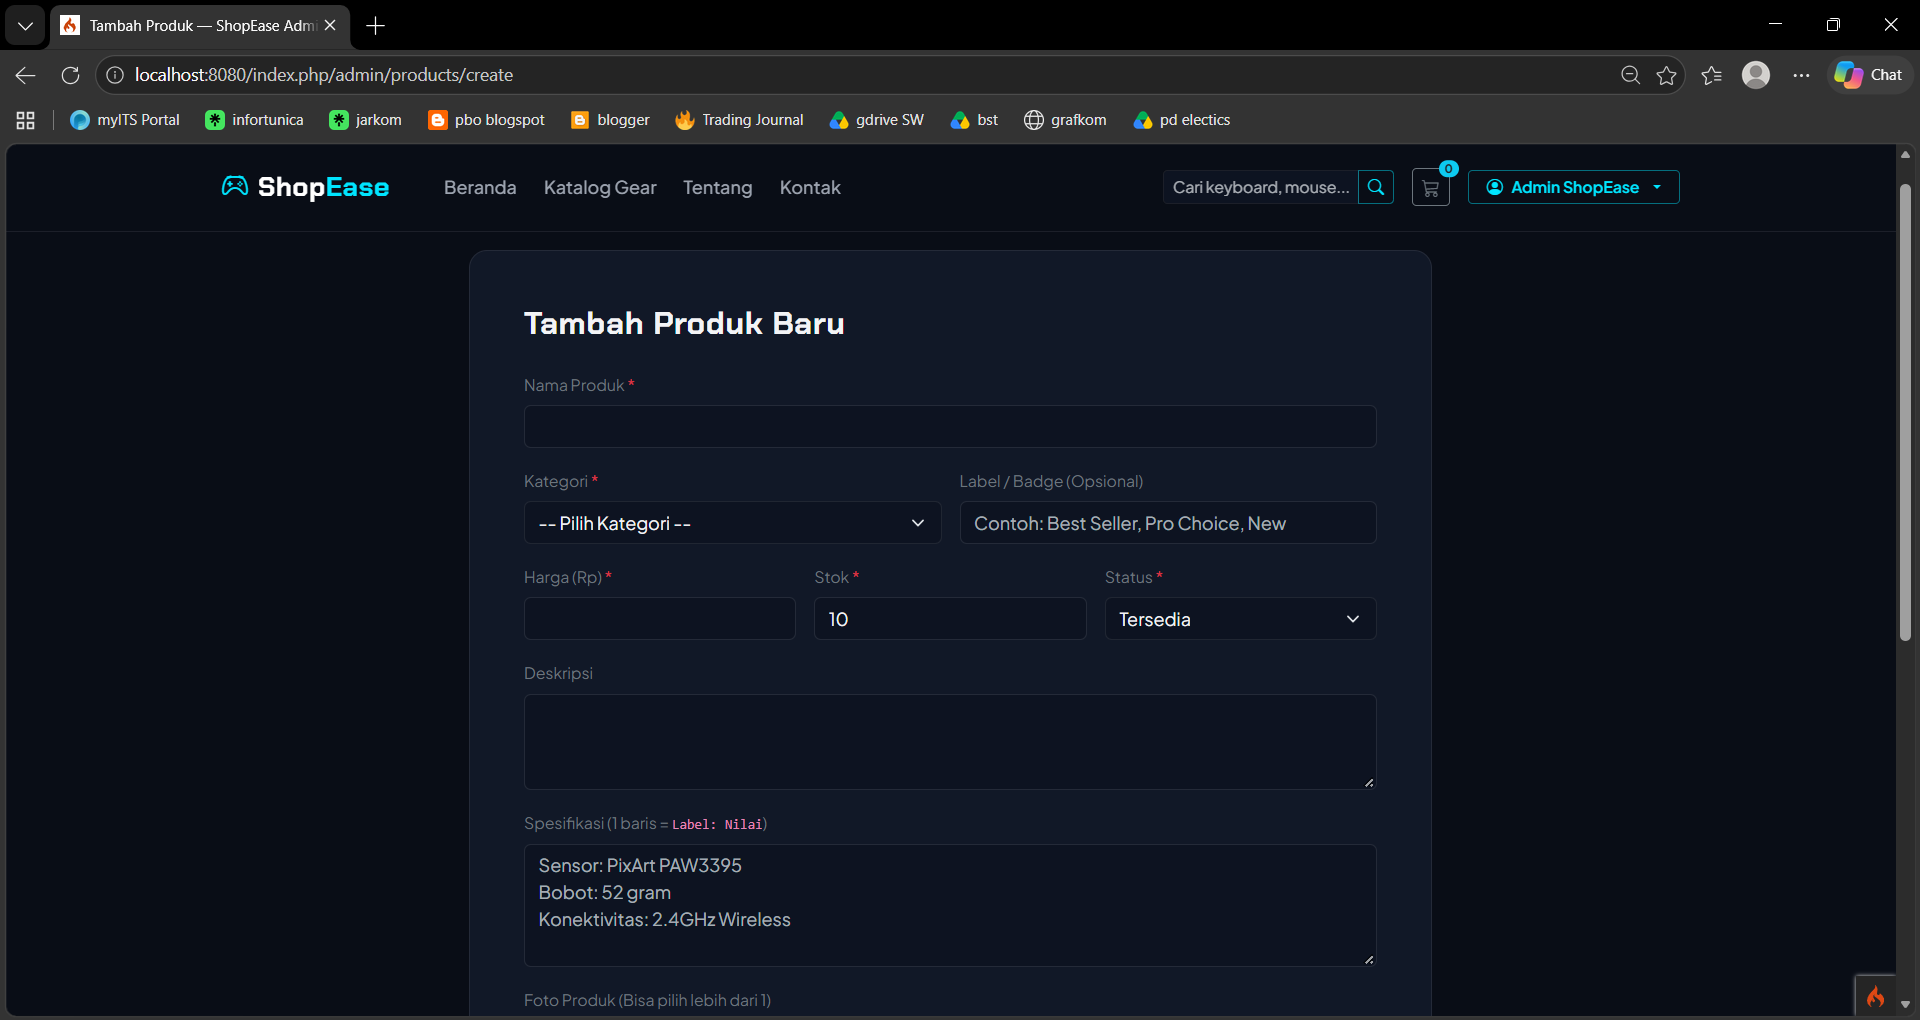 Tambah Produk — ShopEase Adm
localhost:8080/index.php/admin/products/create
Chat
myITS Portal
infortunica
jarkom
pbo blogspot
blogger
Trading Journal
gdrive SW
bst
grafkom
pd electics
ShopEase
Beranda
Katalog Gear
Tentang
Kontak
Cari keyboard, mouse...
0
Admin ShopEase
Tambah Produk Baru
Nama Produk *
Kategori *
Label / Badge (Opsional)
-- Pilih Kategori --
Contoh: Best Seller, Pro Choice, New
Harga (Rp) *
Stok *
Status *
10
Tersedia
Deskripsi
Spesifikasi (1 baris = Label: Nilai)
Sensor: PixArt PAW3395
Bobot: 52 gram
Konektivitas: 2.4GHz Wireless
Foto Produk (Bisa pilih lebih dari 1)